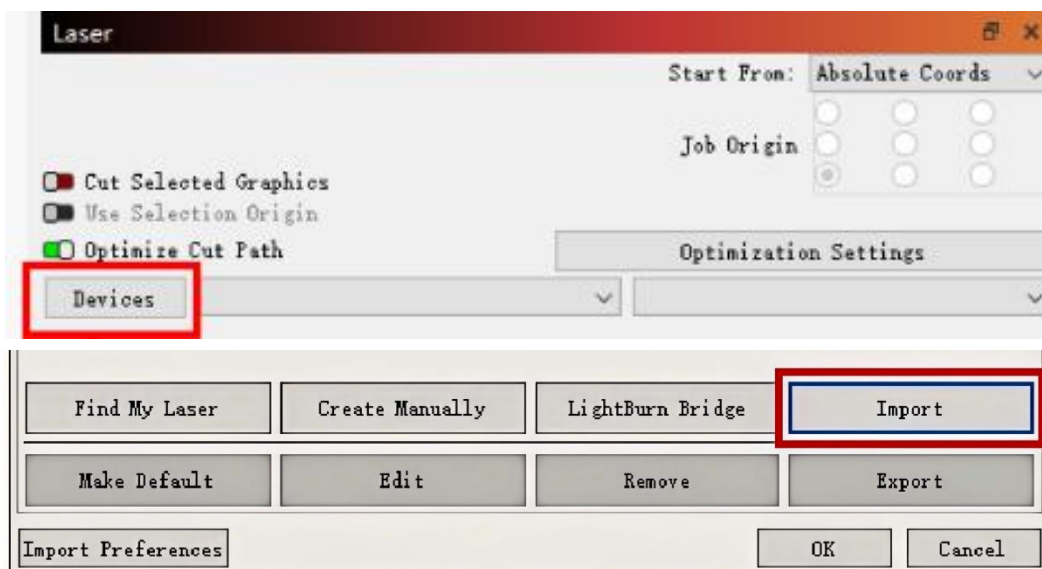 Laser
Start From: Absolute Coords
Job Origin
Cut Selected Graphics
Use Selection Origin
Optimize Cut Path
Optimization Settings
Devices
Find My Laser Create Manually LightBurn Bridge Import
Make Default Edit Remove Export
Import Preferences OK Cancel